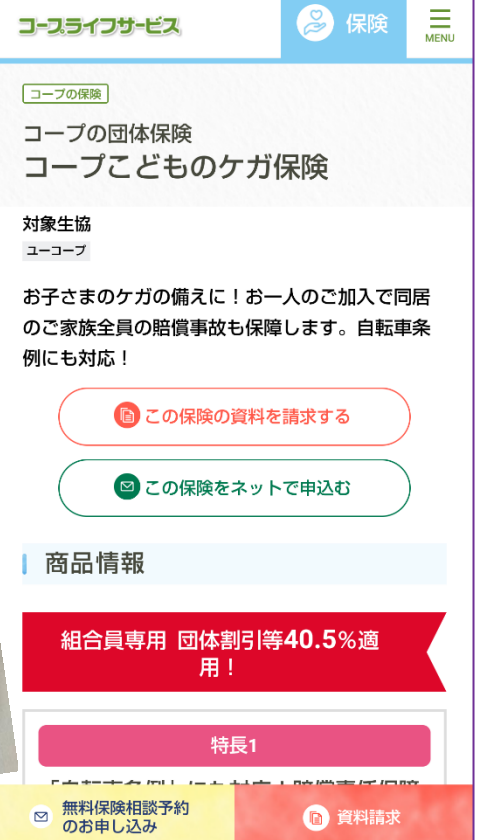 コープライフサービス
保険
MENU
コープの保険
コープの団体保険
コープこどものケガ保険
対象生協
ユーコープ
お子さまのケガの備えに！お一人のご加入で同居
のご家族全員の賠償事故も保障します。自転車条
例にも対応！
この保険の資料を請求する
この保険をネットで申込む
商品情報
組合員専用 団体割引等40.5%適
用！
特長1
無料保険相談予約
のお申し込み
資料請求